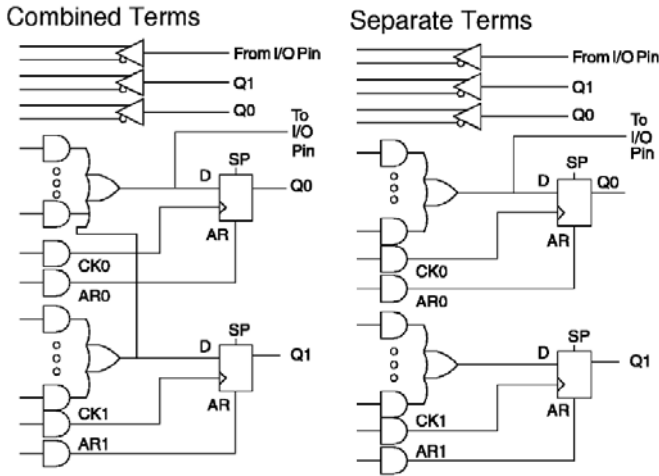 Combined Terms
From I/O Pin
Q1
Q0
To
I/O
Pin
SP
D
Q0
AR
CK0
AR0
SP
D
Q1
AR
CK1
AR1
Separate Terms
From I/O Pin
Q1
Q0
To
I/O
Pin
SP
D
Q0
AR
CK0
AR0
SP
D
Q1
AR
CK1
AR1